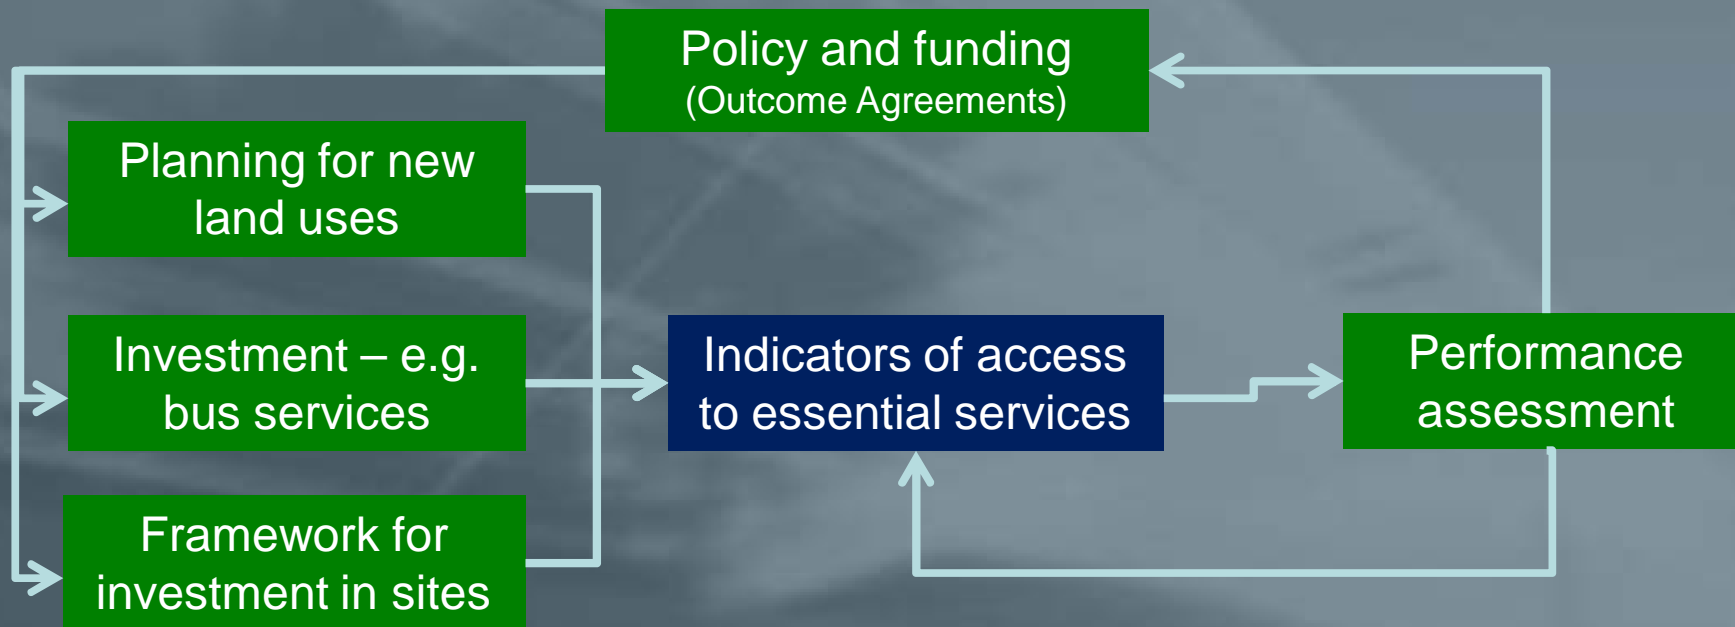 Policy and funding
(Outcome Agreements)
Planning for new
land uses
Investment – e.g.
bus services
Indicators of access
to essential services
Performance
assessment
Framework for
investment in sites